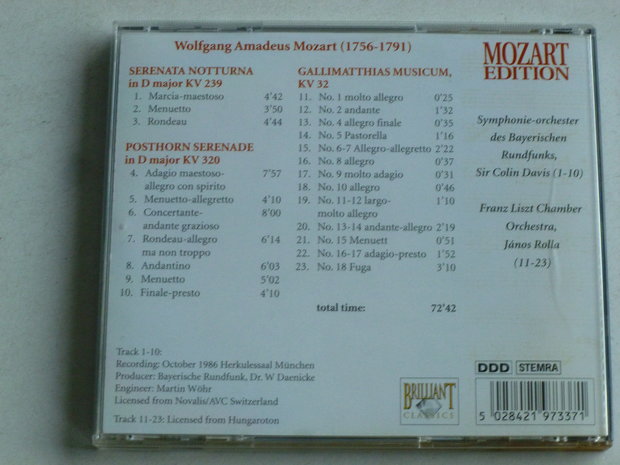 Wolfgang Amadeus Mozart (1756-1791)
SERENATA NOTTURNA
in D major KV 239
1. Marcia-maestoso 4'42
2. Menuetto 3'50
3. Rondeau 4'44
POSTHORN SERENADE
in D major KV 320
4. Adagio maestoso- 7'57
allegro con spirito
5. Menuetto-allegretto 4'10
6. Concertante- 8'00
andante grazioso
7. Rondeau-allegro 6'14
ma non troppo
8. Andantino 6'03
9. Menuetto 5'02
10. Finale-presto 4'10
GALLIMATTHIAS MUSICUM,
KV 32
11. No. 1 molto allegro 0'25
12. No. 2 andante 1'32
13. No. 4 allegro finale 0'35
14. No. 5 Pastorella 1'16
15. No. 6-7 Allegro-allegretto 2'22
16. No. 8 allegro 0'37
17. No. 9 molto adagio 0'31
18. No. 10 allegro 0'46
19. No. 11-12 largo- 1'10
molto allegro
20. No. 13-14 andante-allegro 2'19
21. No. 15 Menuett 0'51
22. No. 16-17 adagio-presto 1'52
23. No. 18 Fuga 3'10
total time: 72'42
MOZART
EDITION
Symphonie-orchester
des Bayerischen
Rundfunks,
Sir Colin Davis (1-10)
Franz Liszt Chamber
Orchestra,
János Rolla
(11-23)
Track 1-10:
Recording: October 1986 Herkulessaal München
Producer: Bayerische Rundfunk, Dr. W Daenicke
Engineer: Martin Wöhr
Licensed from Novalis/AVC Switzerland
Track 11-23: Licensed from Hungaroton
BRILLIANT
CLASSICS
DDD STEMRA
5 028421 973371